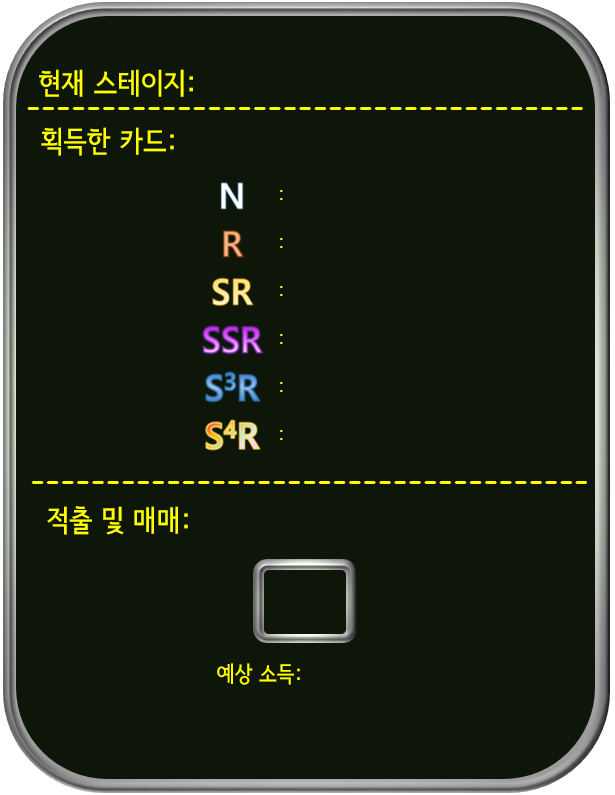 현재 스테이지:
획득한 카드:
N :
R :
SR :
SSR :
S³R :
S⁴R :
적출 및 매매:
예상 소득: